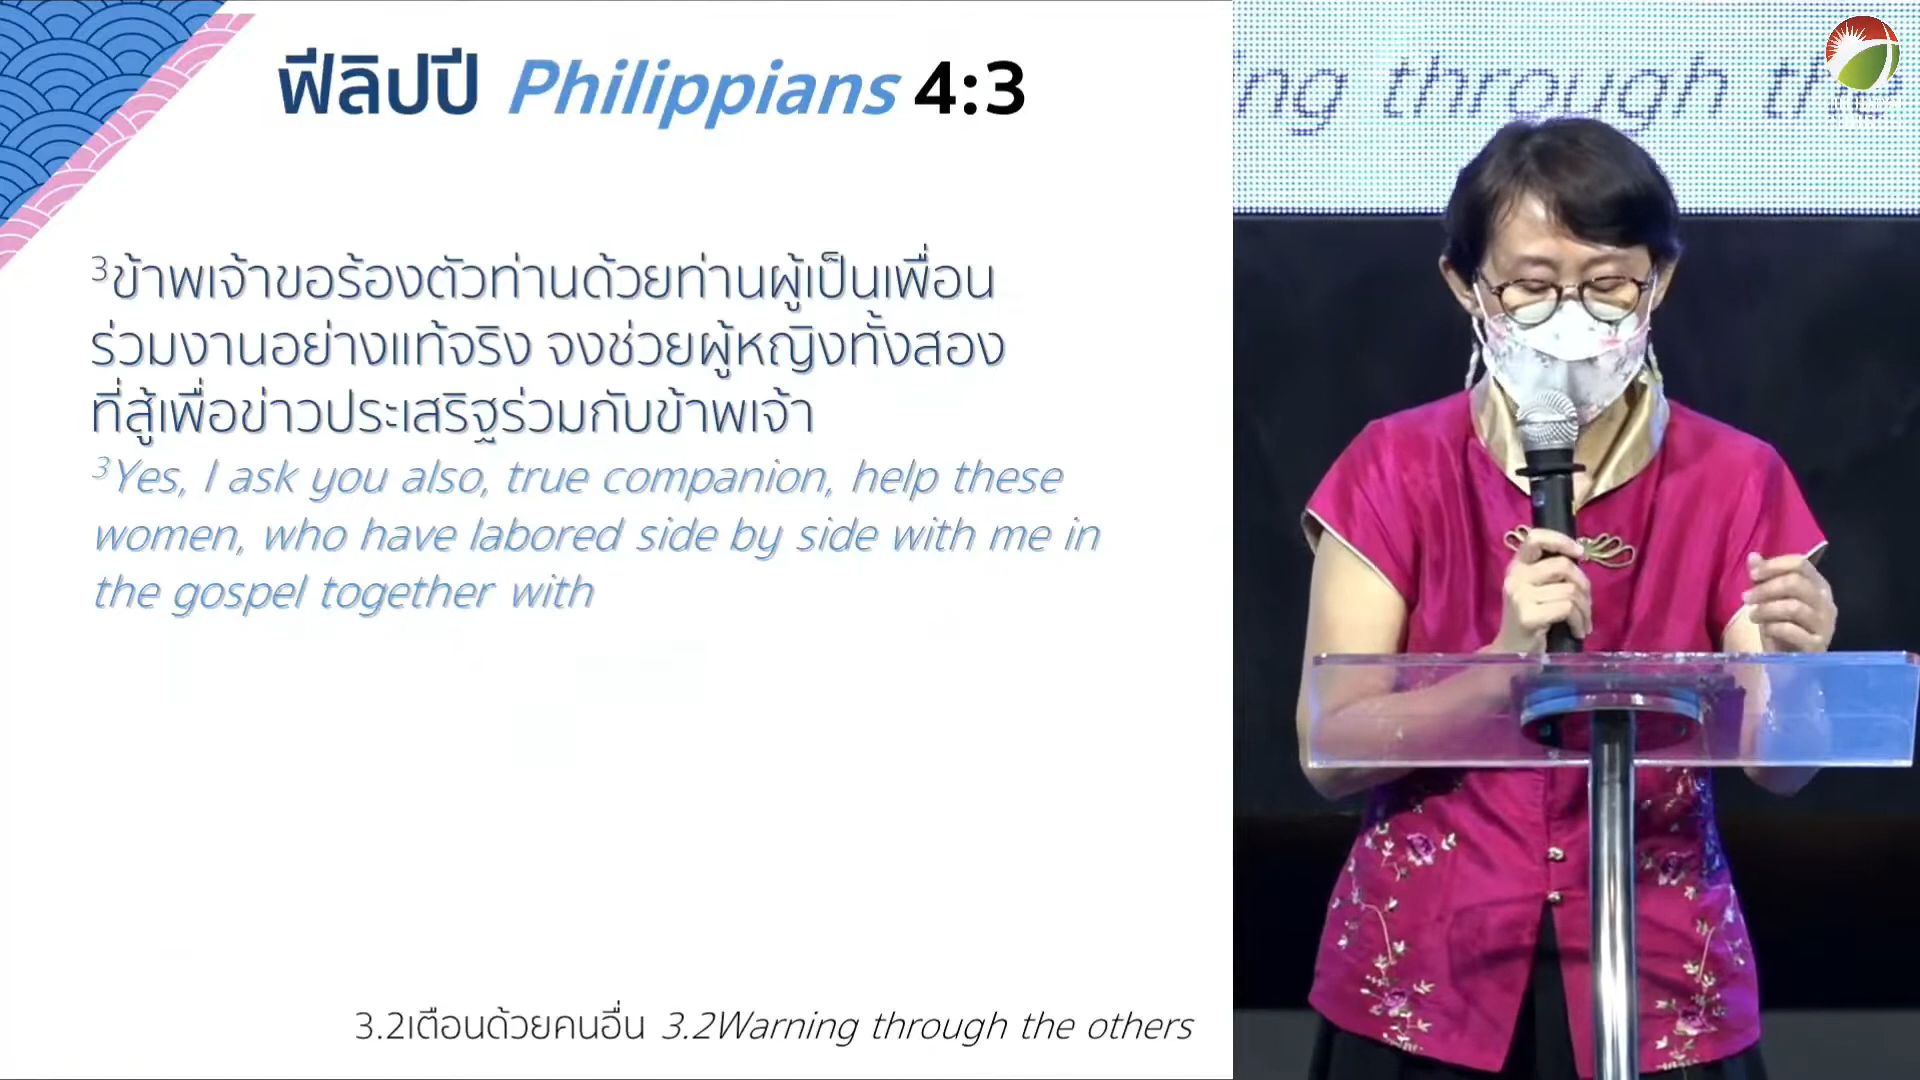 ฟีลิปปี Philippians 4:3
3ข้าพเจ้าขอร้องตัวท่านด้วยท่านผู้เป็นเพื่อน
ร่วมงานอย่างแท้จริง จงช่วยผู้หญิงทั้งสอง
ที่สู้เพื่อข่าวประเสริฐร่วมกับข้าพเจ้า
3Yes, I ask you also, true companion, help these
women, who have labored side by side with me in
the gospel together with
3.2เตือนด้วยคนอื่น 3.2Warning through the others
ing through the